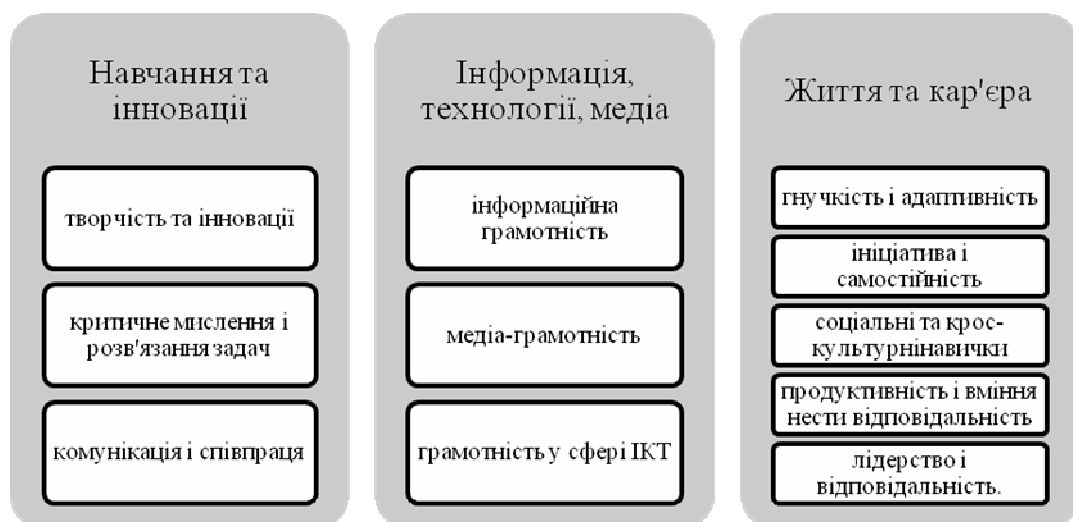 Навчання та
інновації
творчість та інновації
критичне мислення і
розв'язання задач
комунікація і співпраця
Інформація,
технології, медіа
інформаційна
грамотність
медіа-грамотність
грамотність у сфері ІКТ
Життя та кар'єра
гнучкість і адаптивність
ініціатива і
самостійність
соціальні та крос-
культурнінавички
продуктивність і вміння
нести відповідальність
лідерство і
відповідальність.